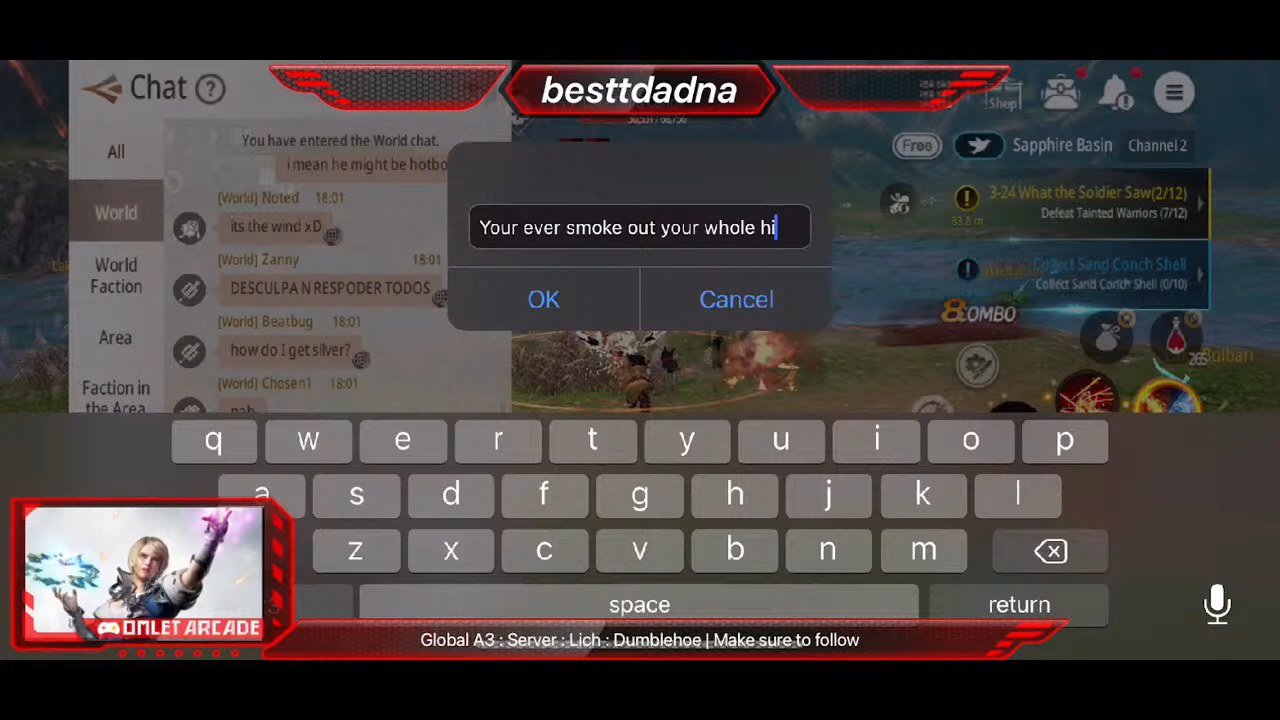 besttdadna
Chat ?
Shop
You have entered the World chat.
All
i mean he might be hotbo
Free
Sapphire Basin
Channel 2
[World] Noted 18:01
World
its the wind xD
3-24 What the Soldier Saw(2/12)
Defeat Tainted Warriors (7/12)
33.8 m
Your ever smoke out your whole hi
World
Faction
[World] Zanny 18:01
DESCULPA N RESPODER TODOS
Collect Sand Conch Shell
Collect Sand Conch Shell (0/10)
OK
Cancel
8COMBO
[World] Beatbug 18:01
Area
how do I get silver?
Bulbari
265
Faction in
the Area
[World] Chosen1 18:01
nah
q w e r t y u i o p
a s d f g h j k l
z x c v b n m
space
return
OMLET ARCADE
Global A3 : Server : Lich : Dumblehoe | Make sure to follow